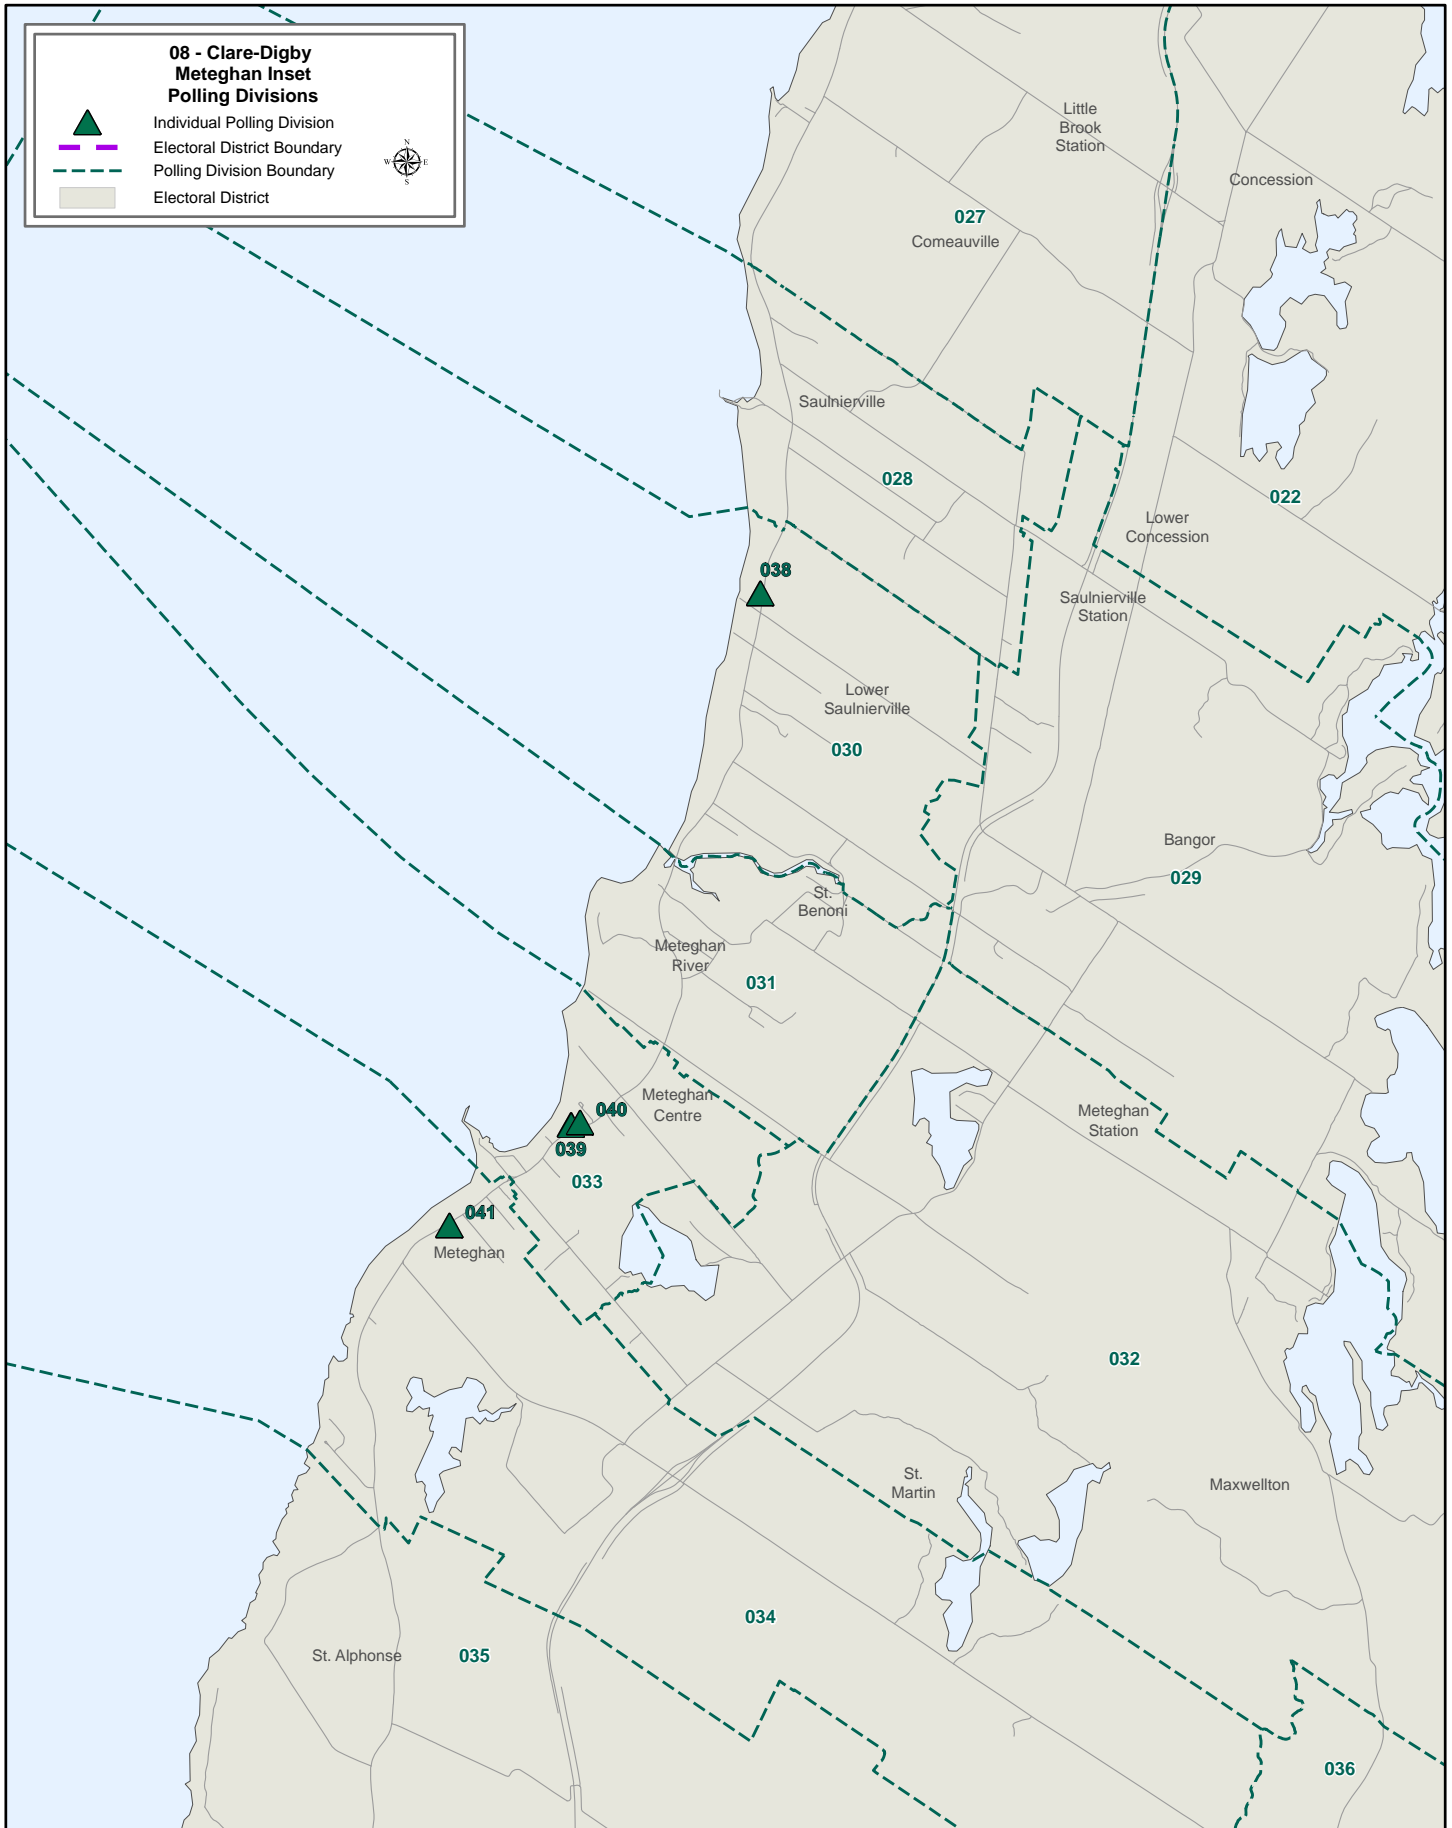 08 - Clare-Digby
Meteghan Inset
Polling Divisions
Individual Polling Division
Electoral District Boundary
Polling Division Boundary
Electoral District
N
W
E
S
Little
Brook
Station
Concession
027
Comeauville
Saulnierville
028
022
Lower
Concession
038
Saulnierville
Station
Lower
Saulnierville
030
Bangor
029
St.
Benoni
Meteghan
River
031
Meteghan
Centre
040
039
033
Meteghan
Station
041
Meteghan
032
St.
Martin
Maxwellton
034
St. Alphonse
035
036